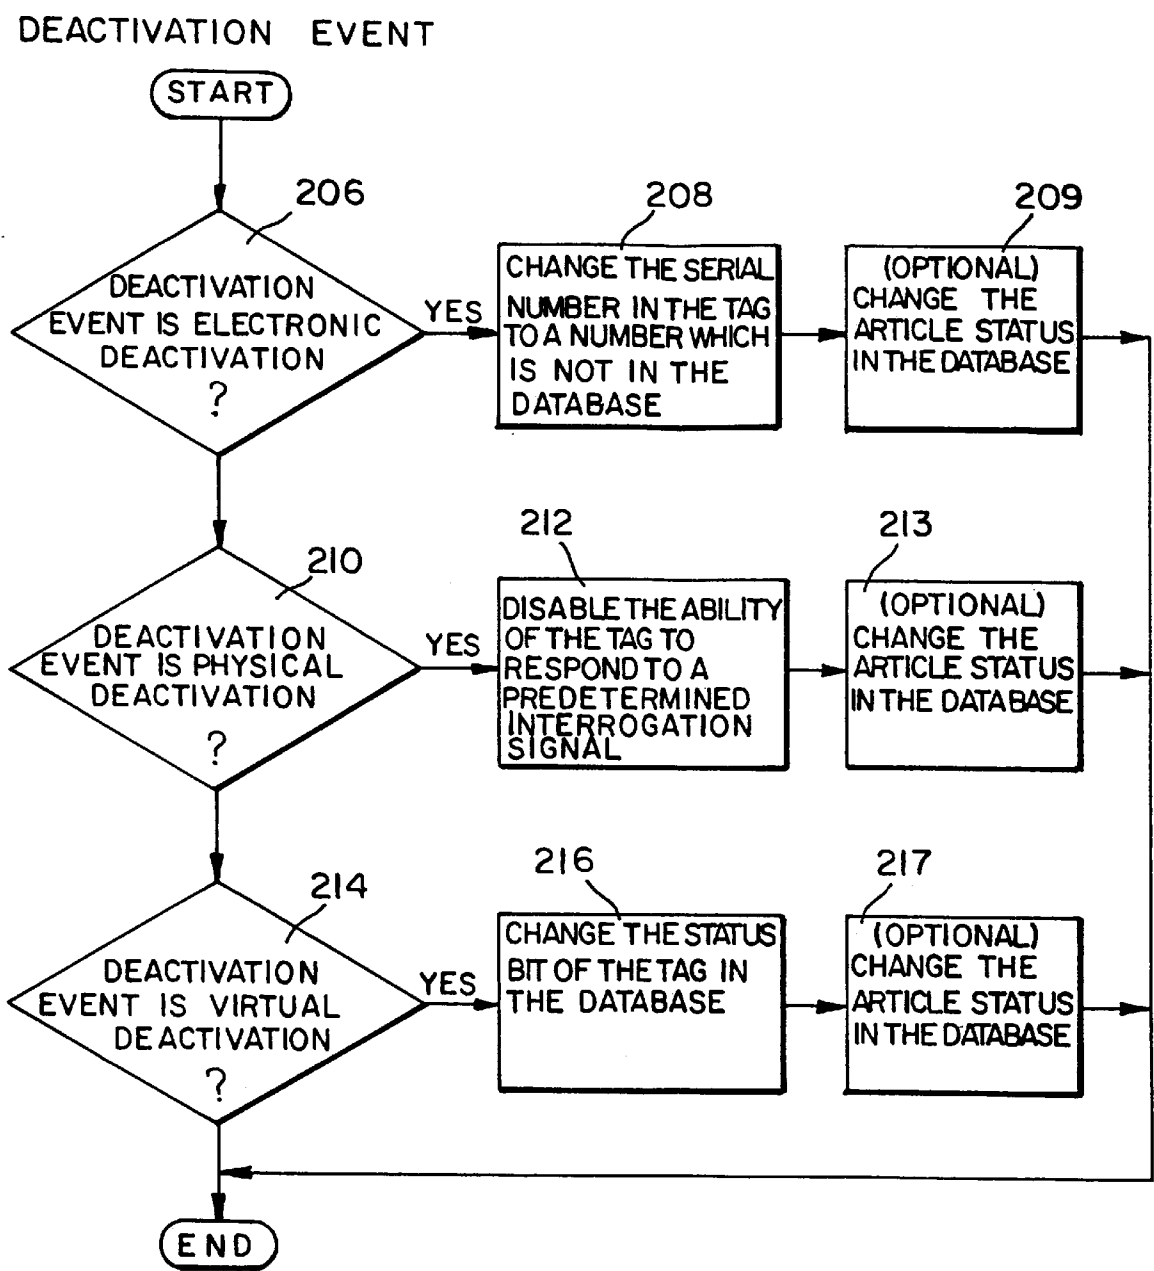 DEACTIVATION EVENT
START
206
DEACTIVATION
EVENT IS ELECTRONIC
DEACTIVATION
?
YES
208
CHANGE THE SERIAL
NUMBER IN THE TAG
TO A NUMBER WHICH
IS NOT IN THE
DATABASE
209
(OPTIONAL)
CHANGE THE
ARTICLE STATUS
IN THE DATABASE
210
DEACTIVATION
EVENT IS PHYSICAL
DEACTIVATION
?
YES
212
DISABLE THE ABILITY
OF THE TAG TO
RESPOND TO A
PREDETERMINED
INTERROGATION
SIGNAL
213
(OPTIONAL)
CHANGE THE
ARTICLE STATUS
IN THE DATABASE
214
DEACTIVATION
EVENT IS VIRTUAL
DEACTIVATION
?
YES
216
CHANGE THE STATUS
BIT OF THE TAG IN
THE DATABASE
217
(OPTIONAL)
CHANGE THE
ARTICLE STATUS
IN THE DATABASE
END